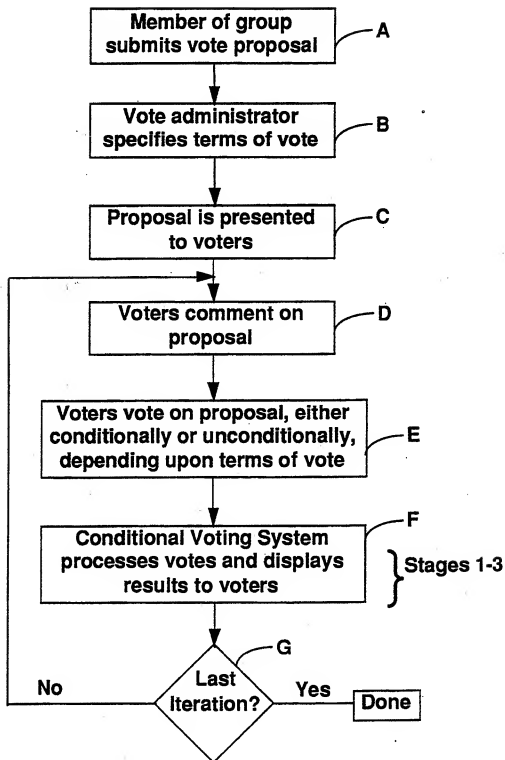 Member of group
submits vote proposal
A
Vote administrator
specifies terms of vote
B
Proposal is presented
to voters
C
Voters comment on
proposal
D
Voters vote on proposal, either
conditionally or unconditionally,
depending upon terms of vote
E
F
Conditional Voting System
processes votes and displays
results to voters
Stages 1-3
G
Last
Iteration?
No
Yes
Done